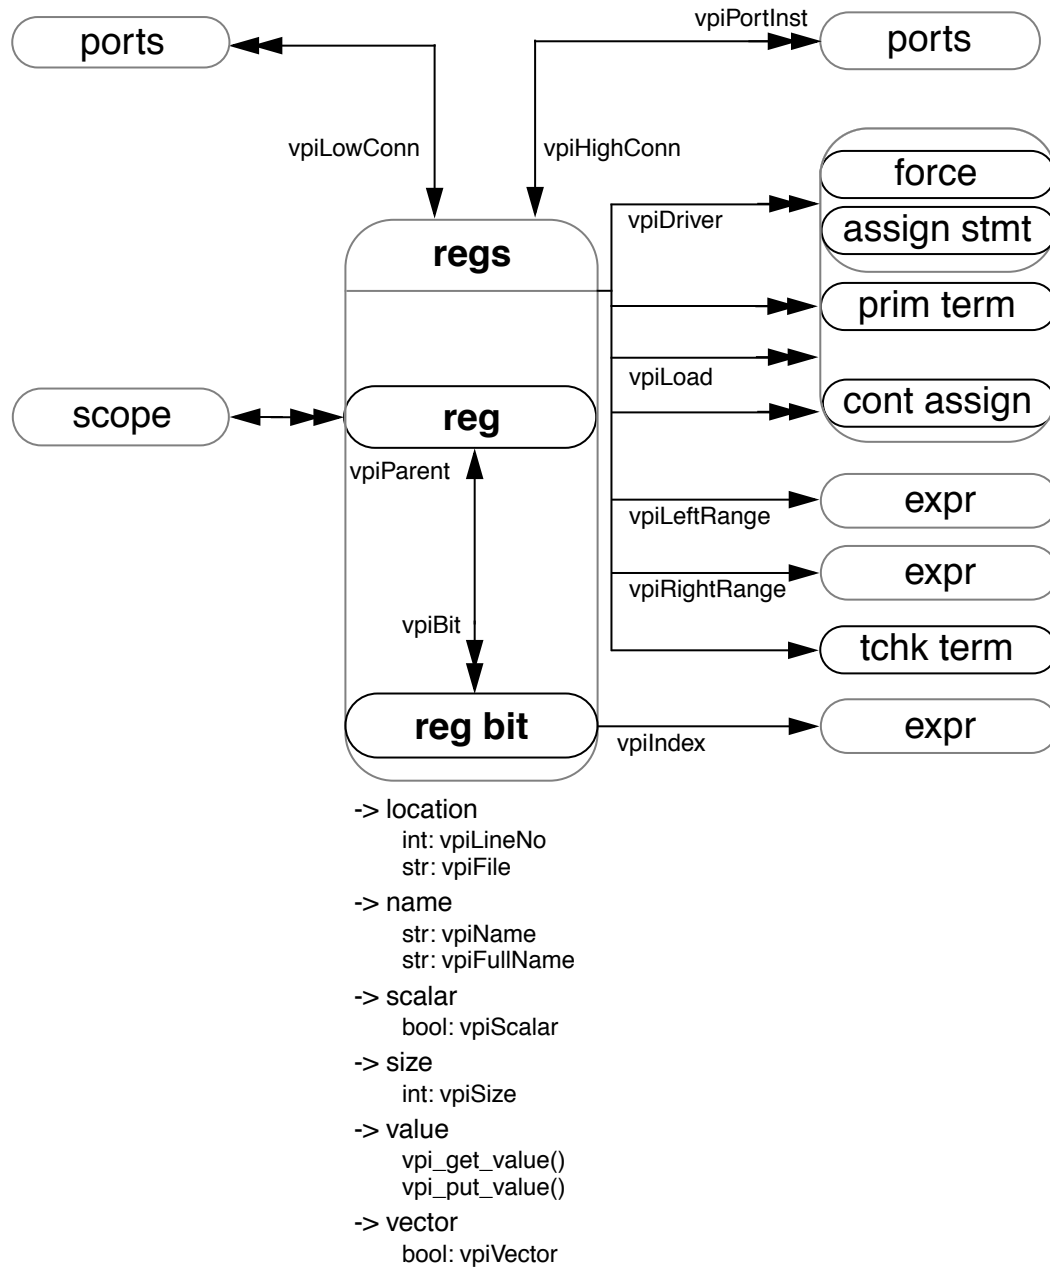 vpiPortInst
ports
ports
vpiLowConn
vpiHighConn
force
vpiDriver
assign stmt
regs
prim term
vpiLoad
scope
reg
cont assign
vpiParent
expr
vpiLeftRange
expr
vpiRightRange
vpiBit
tchk term
reg bit
expr
vpiIndex
-> location
int: vpiLineNo
str: vpiFile
-> name
str: vpiName
str: vpiFullName
-> scalar
bool: vpiScalar
-> size
int: vpiSize
-> value
vpi_get_value()
vpi_put_value()
-> vector
bool: vpiVector